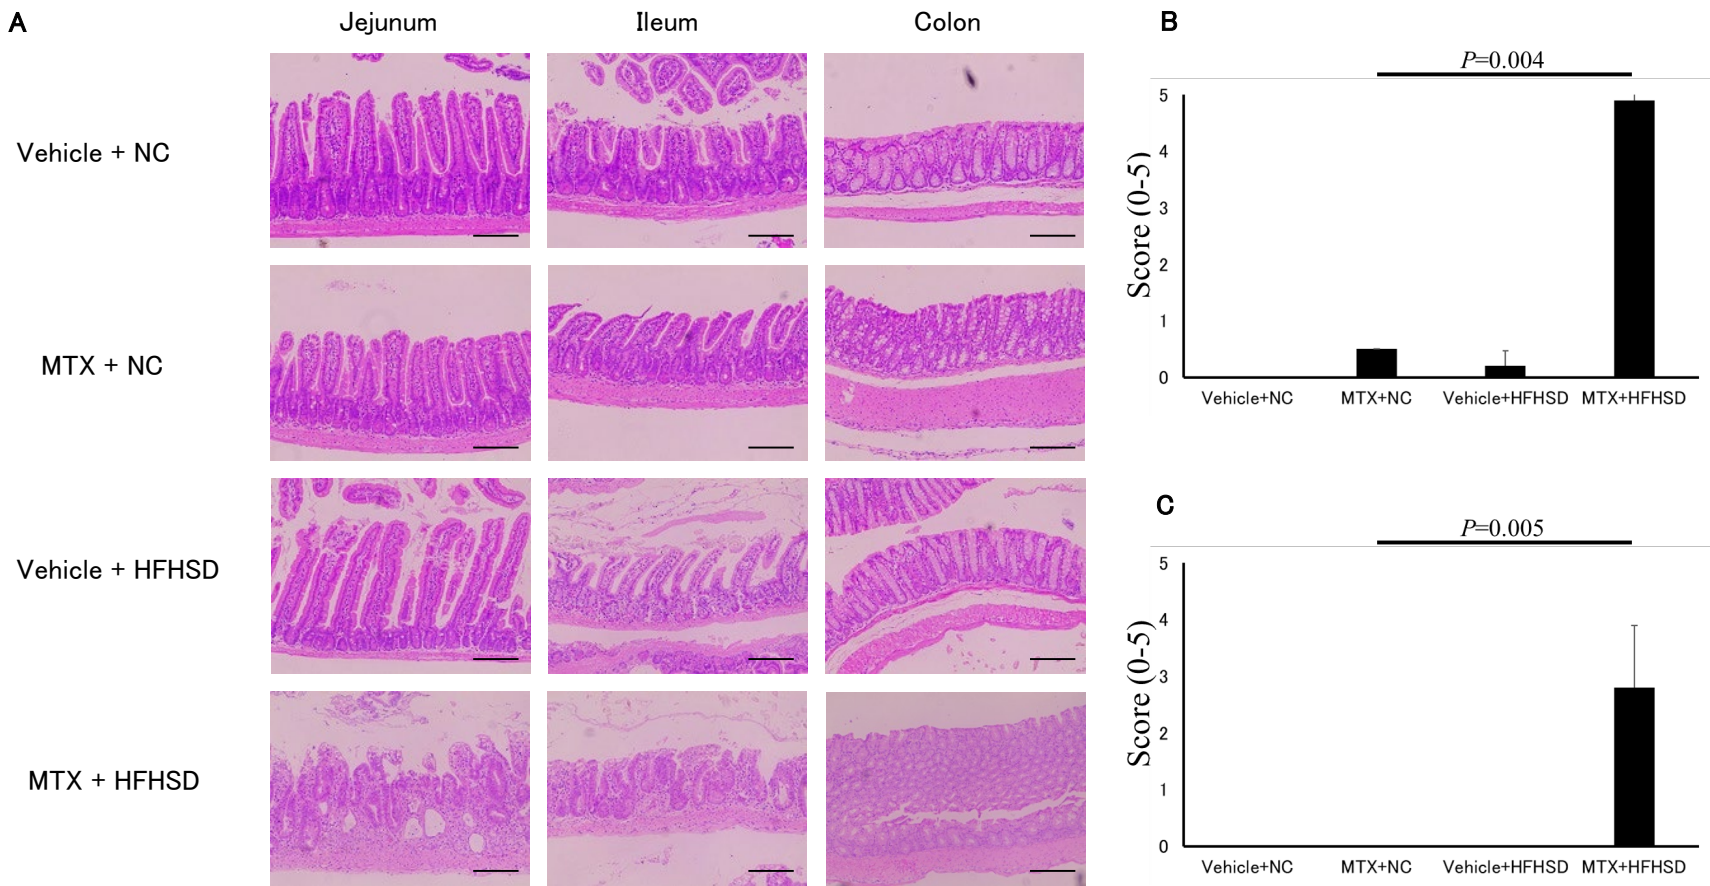 A
Jejunum
Ileum
Colon
Vehicle + NC
MTX + NC
Vehicle + HFHSD
MTX + HFHSD
B
P=0.004
Score (0-5)
5
4
3
2
1
0
Vehicle+NC
MTX+NC
Vehicle+HFHSD
MTX+HFHSD
C
P=0.005
Score (0-5)
5
4
3
2
1
0
Vehicle+NC
MTX+NC
Vehicle+HFHSD
MTX+HFHSD